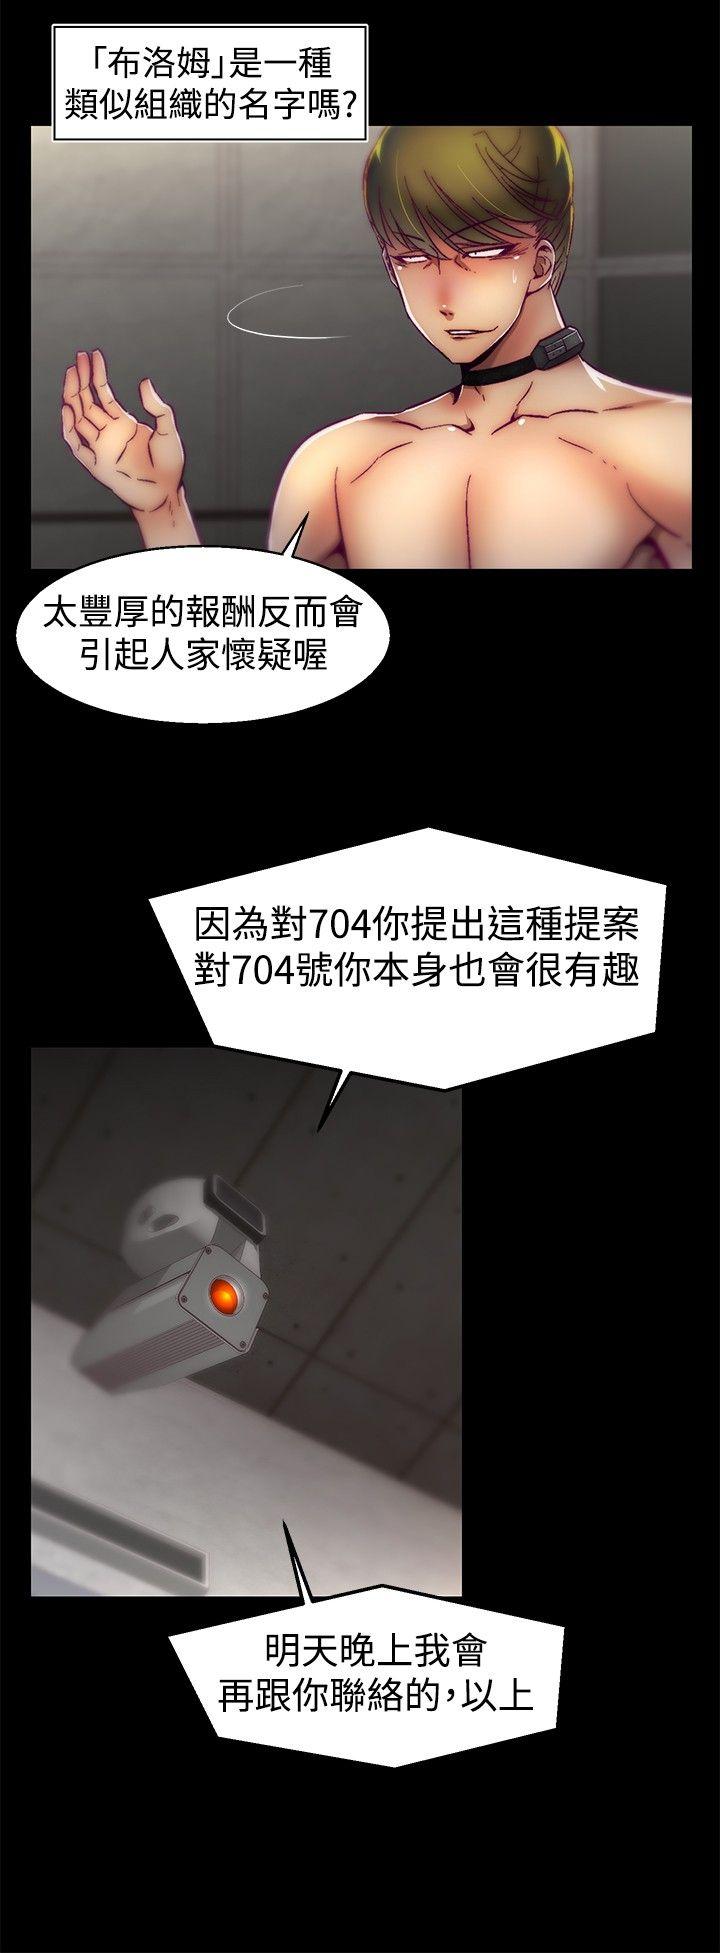 「布洛姆」是一種
類似組織的名字嗎?
太豐厚的報酬反而會
引起人家懷疑喔
因為對704你提出這種提案
對704號你本身也會很有趣
明天晚上我會
再跟你聯絡的,以上